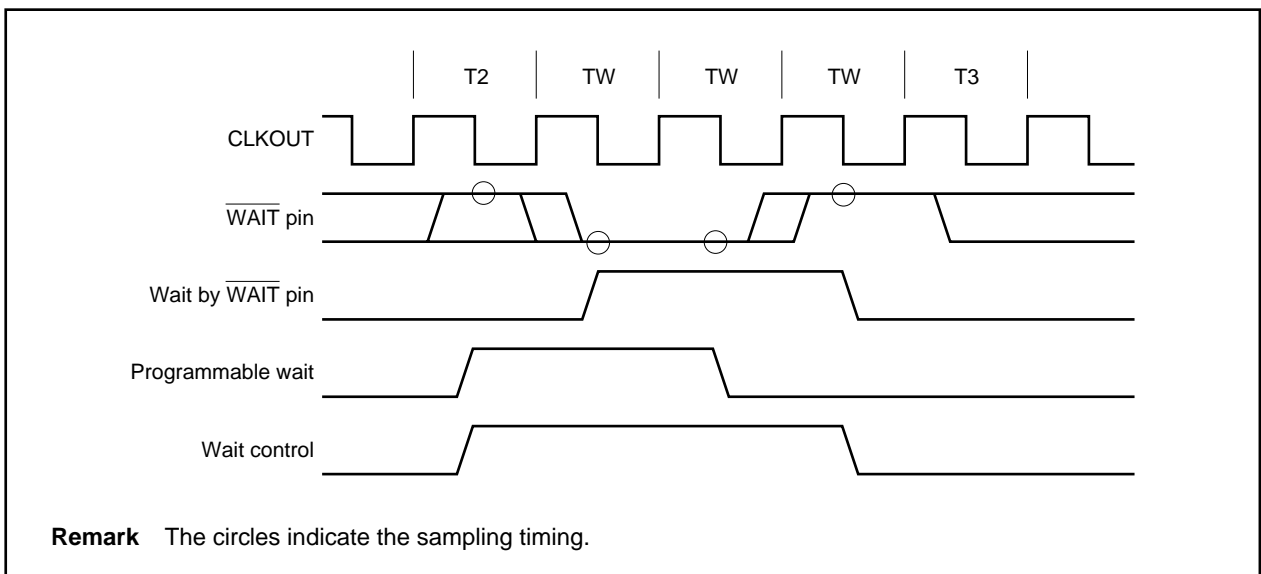 T2 TW TW TW T3
CLKOUT
WAIT pin
Wait by WAIT pin
Programmable wait
Wait control
Remark The circles indicate the sampling timing.